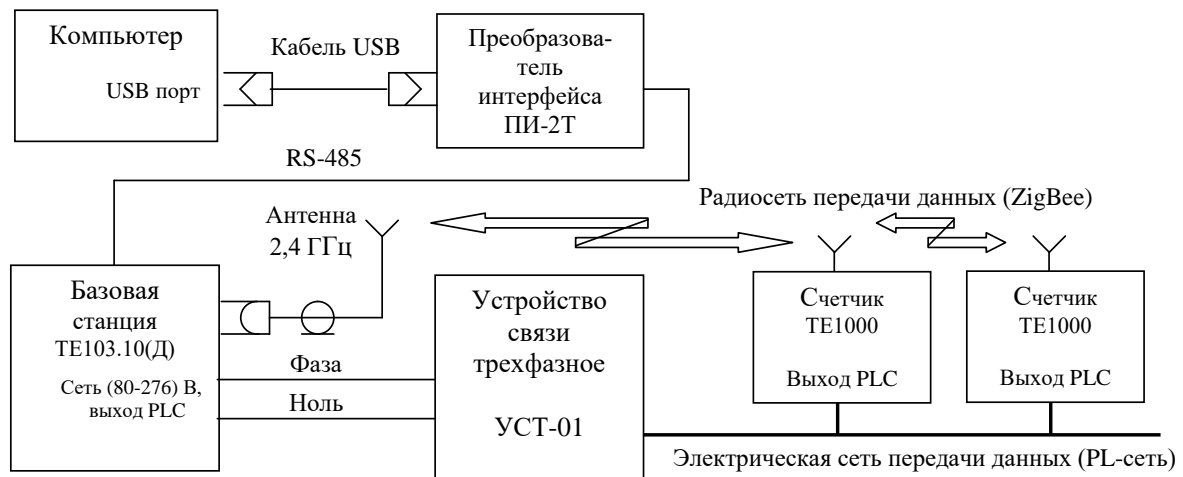 Компьютер
USB порт
Кабель USB
Преобразова-
тель
интерфейса
ПИ-2Т
RS-485
Радиосеть передачи данных (ZigBee)
Антенна
2,4 ГГц
Базовая
станция
ТЕ103.10(Д)
Сеть (80-276) В,
выход PLC
Фаза
Ноль
Устройство
связи
трехфазное
УСТ-01
Счетчик
ТЕ1000
Выход PLC
Счетчик
ТЕ1000
Выход PLC
Электрическая сеть передачи данных (PL-сеть)